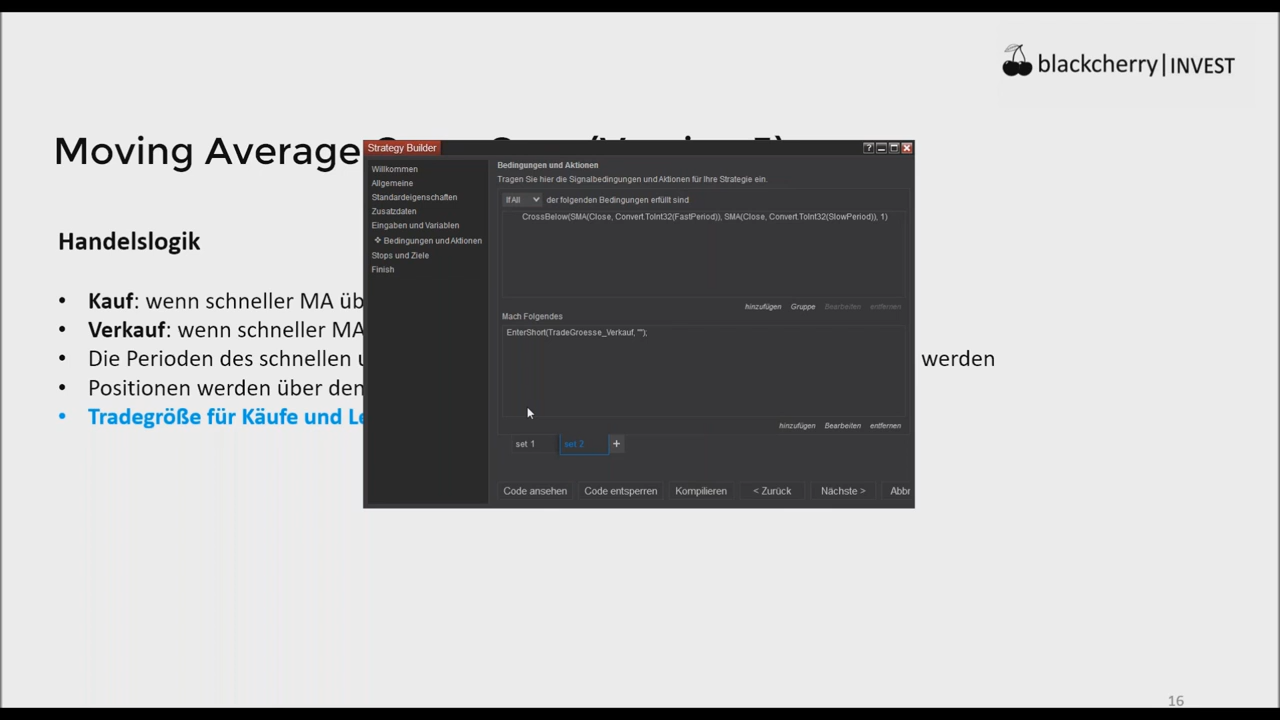 blackcherry|INVEST
Moving Average
Strategy Builder
Willkommen
Allgemeine
Standardeigenschaften
Zusatzdaten
Eingaben und Variablen
Bedingungen und Aktionen
Stops und Ziele
Finish
Bedingungen und Aktionen
Tragen Sie hier die Signalbedingungen und Aktionen für Ihre Strategie ein.
If All der folgenden Bedingungen erfüllt sind
CrossBelow(SMA(Close, Convert.ToInt32(FastPeriod)), SMA(Close, Convert.ToInt32(SlowPeriod)), 1)
hinzufügen Gruppe Bearbeiten entfernen
Mach Folgendes
EnterShort(TradeGroesse_Verkauf, "");
hinzufügen Bearbeiten entfernen
set 1 set 2 +
Code ansehen Code entsperren Kompilieren < Zurück Nächste > Abbr
Handelslogik
• Kauf: wenn schneller MA üb
• Verkauf: wenn schneller MA
• Die Perioden des schnellen werden
• Positionen werden über den
• Tradegröße für Käufe und Le
16